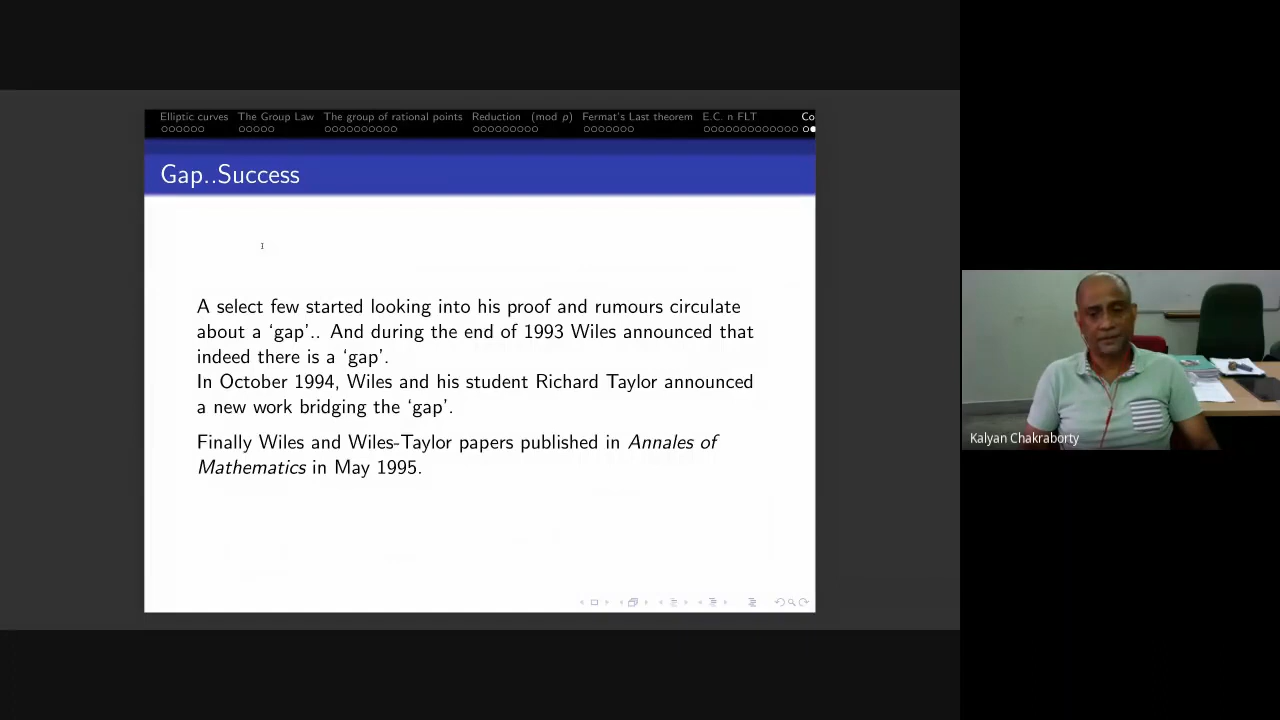 Elliptic curves The Group Law The group of rational points Reduction (mod p) Fermat's Last theorem E.C. n FLT Co
Gap..Success
A select few started looking into his proof and rumours circulate
about a ‘gap’.. And during the end of 1993 Wiles announced that
indeed there is a ‘gap’.
In October 1994, Wiles and his student Richard Taylor announced
a new work bridging the ‘gap’.
Finally Wiles and Wiles-Taylor papers published in Annales of
Mathematics in May 1995.
Kalyan Chakraborty